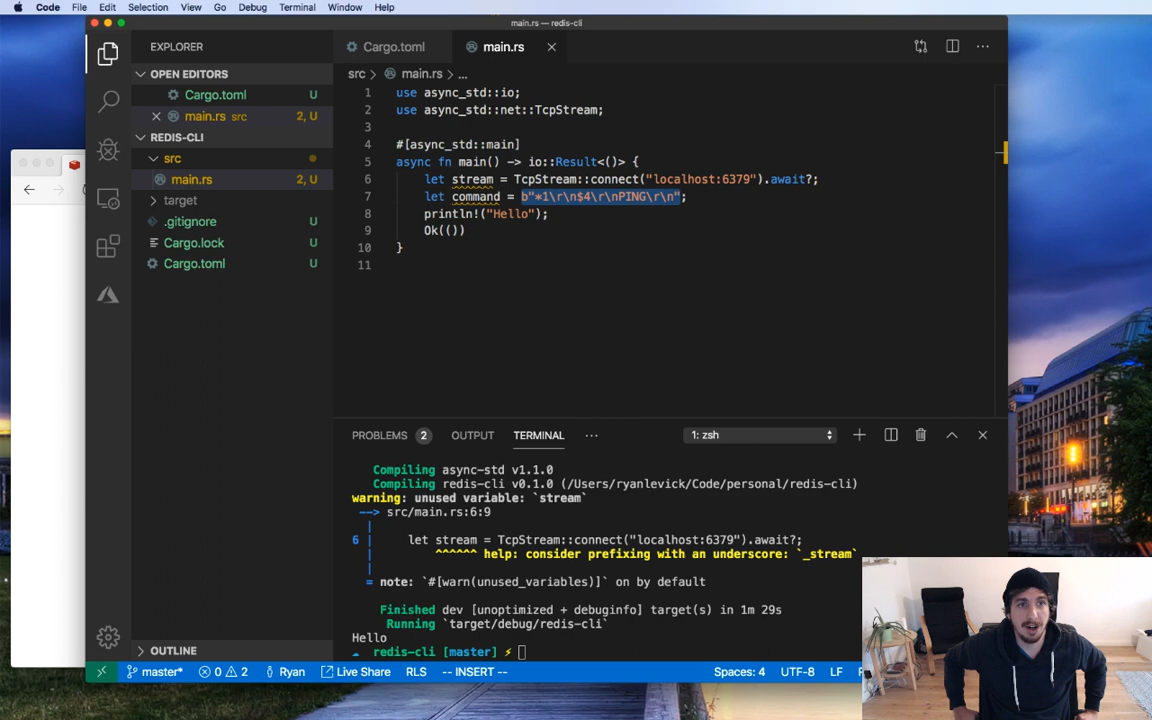 Code File Edit Selection View Go Debug Terminal Window Help
main.rs — redis-cli
EXPLORER
OPEN EDITORS
Cargo.toml U
main.rs src 2, U
REDIS-CLI
src
main.rs 2, U
target
.gitignore U
Cargo.lock U
Cargo.toml U
OUTLINE
Cargo.toml main.rs
src > main.rs > ...
1 use async_std::io;
2 use async_std::net::TcpStream;
3
4 #[async_std::main]
5 async fn main() -> io::Result<()> {
6 let stream = TcpStream::connect("localhost:6379").await?;
7 let command = b"*1\r\n$4\r\nPING\r\n";
8 println!("Hello");
9 Ok(())
10 }
11
PROBLEMS 2 OUTPUT TERMINAL ... 1: zsh
Compiling async-std v1.1.0
Compiling redis-cli v0.1.0 (/Users/ryanlevick/Code/personal/redis-cli)
warning: unused variable: `stream`
--> src/main.rs:6:9
|
6 | let stream = TcpStream::connect("localhost:6379").await?;
| ^^^^^^ help: consider prefixing with an underscore: `_stream`
|
= note: `#[warn(unused_variables)]` on by default
Finished dev [unoptimized + debuginfo] target(s) in 1m 29s
Running `target/debug/redis-cli`
Hello
redis-cli [master] ⚡
master* 0 2 Ryan Live Share RLS -- INSERT -- Spaces: 4 UTF-8 LF